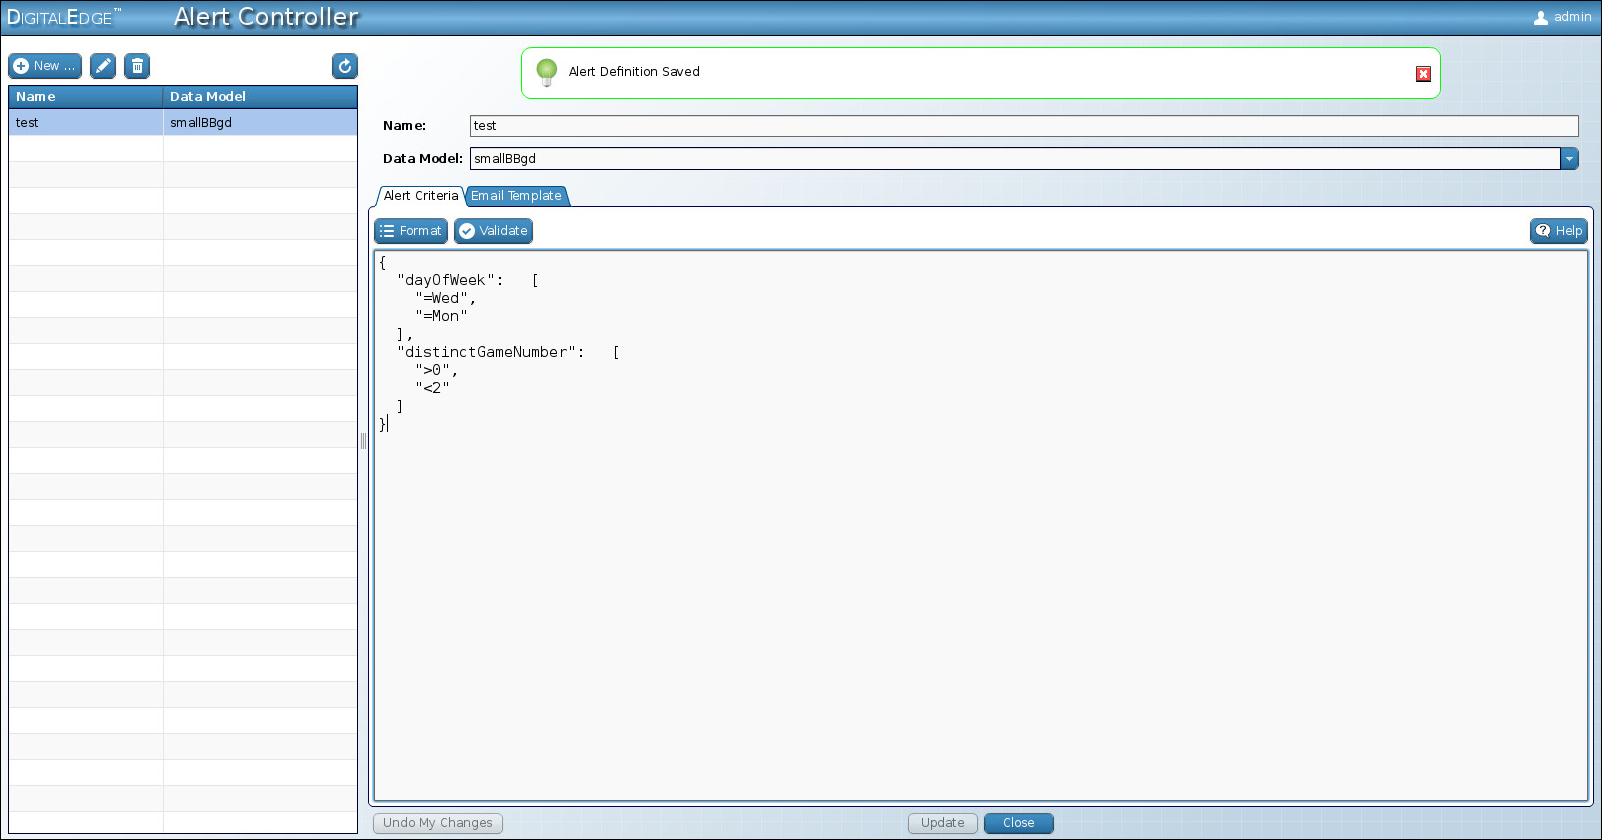 DIGITALEDGE™ Alert Controller admin
New ...
Name Data Model
test smallBBgd
Alert Definition Saved
Name: test
Data Model: smallBBgd
Alert Criteria Email Template
Format Validate Help
{
"dayOfWeek": [
"=Wed",
"=Mon"
],
"distinctGameNumber": [
">0",
"<2"
]
}
Undo My Changes Update Close